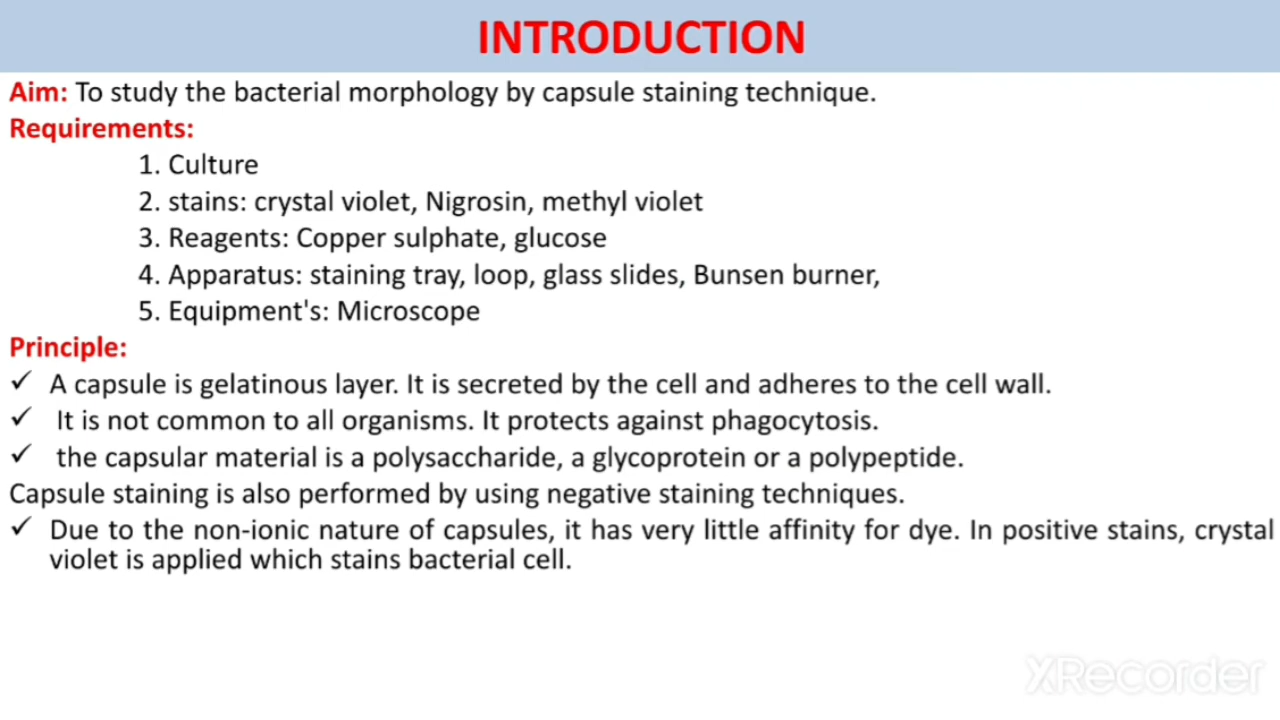 INTRODUCTION
Aim: To study the bacterial morphology by capsule staining technique.
Requirements:
1. Culture
2. stains: crystal violet, Nigrosin, methyl violet
3. Reagents: Copper sulphate, glucose
4. Apparatus: staining tray, loop, glass slides, Bunsen burner,
5. Equipment's: Microscope
Principle:
✓ A capsule is gelatinous layer. It is secreted by the cell and adheres to the cell wall.
✓ It is not common to all organisms. It protects against phagocytosis.
✓ the capsular material is a polysaccharide, a glycoprotein or a polypeptide.
Capsule staining is also performed by using negative staining techniques.
✓ Due to the non-ionic nature of capsules, it has very little affinity for dye. In positive stains, crystal
violet is applied which stains bacterial cell.
XRecorder